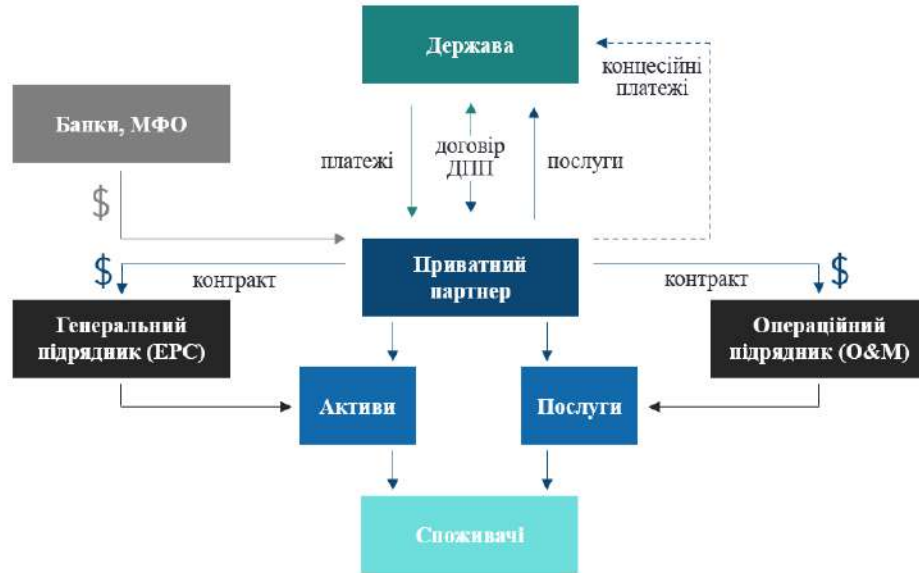 Держава
концесійні
платежі
Банки, МФО
платежі
договір
ДПП
послуги
$
Приватний
партнер
$
контракт
контракт
$
Генеральний
підрядник (EPC)
Операційний
підрядник (O&M)
Активи
Послуги
Споживачі